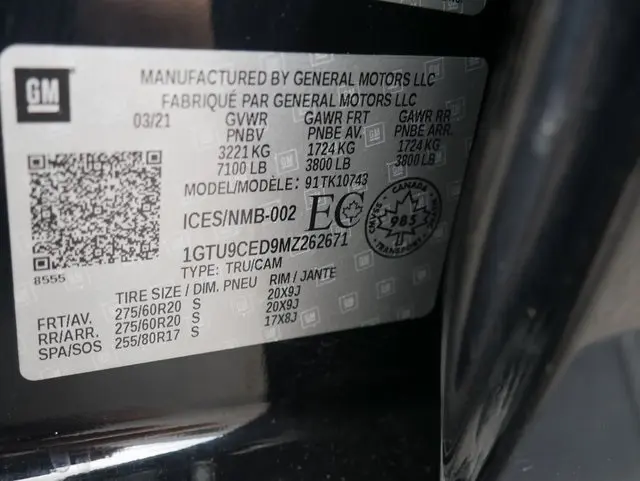 GM
MANUFACTURED BY GENERAL MOTORS LLC
FABRIQUÉ PAR GENERAL MOTORS LLC
03/21 GVWR GAWR FRT GAWR RR
PNBV PNBE AV. PNBE ARR.
3221 KG 1724 KG 1724 KG
7100 LB 3800 LB 3800 LB
MODEL/MODÈLE: 91TK10743
ICES/NMB-002 EC
CANADA
985
TRANSPORT
1GTU9CED9MZ262671
8555
TYPE: TRU/CAM
TIRE SIZE / DIM. PNEU RIM / JANTE
FRT/AV. 275/60R20 S 20X9J
RR/ARR. 275/60R20 S 20X9J
SPA/SOS 255/80R17 S 17X8J